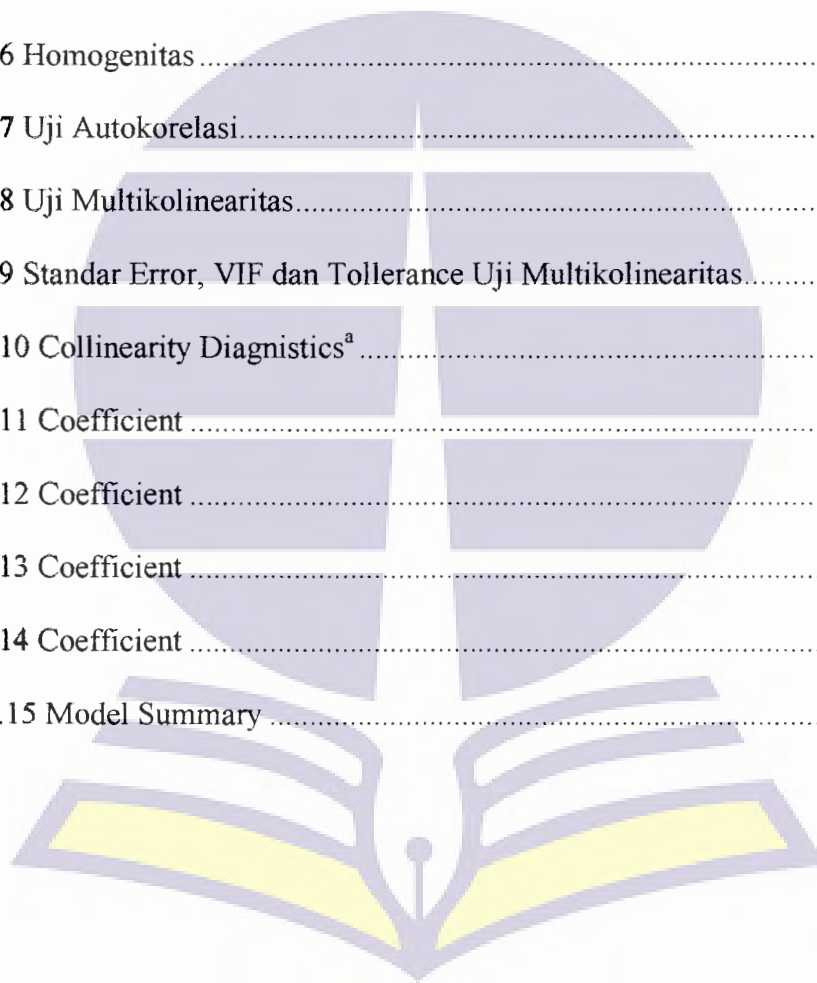 6 Homogenitas ........................................................................
7 Uji Autokorelasi........................................................................
8 Uji Multikolinearitas........................................................................
9 Standar Error, VIF dan Tollerance Uji Multikolinearitas..........
10 Collinearity Diagnisticsᵃ ........................................................................
11 Coefficient ........................................................................
12 Coefficient ........................................................................
13 Coefficient ........................................................................
14 Coefficient ........................................................................
.15 Model Summary ........................................................................